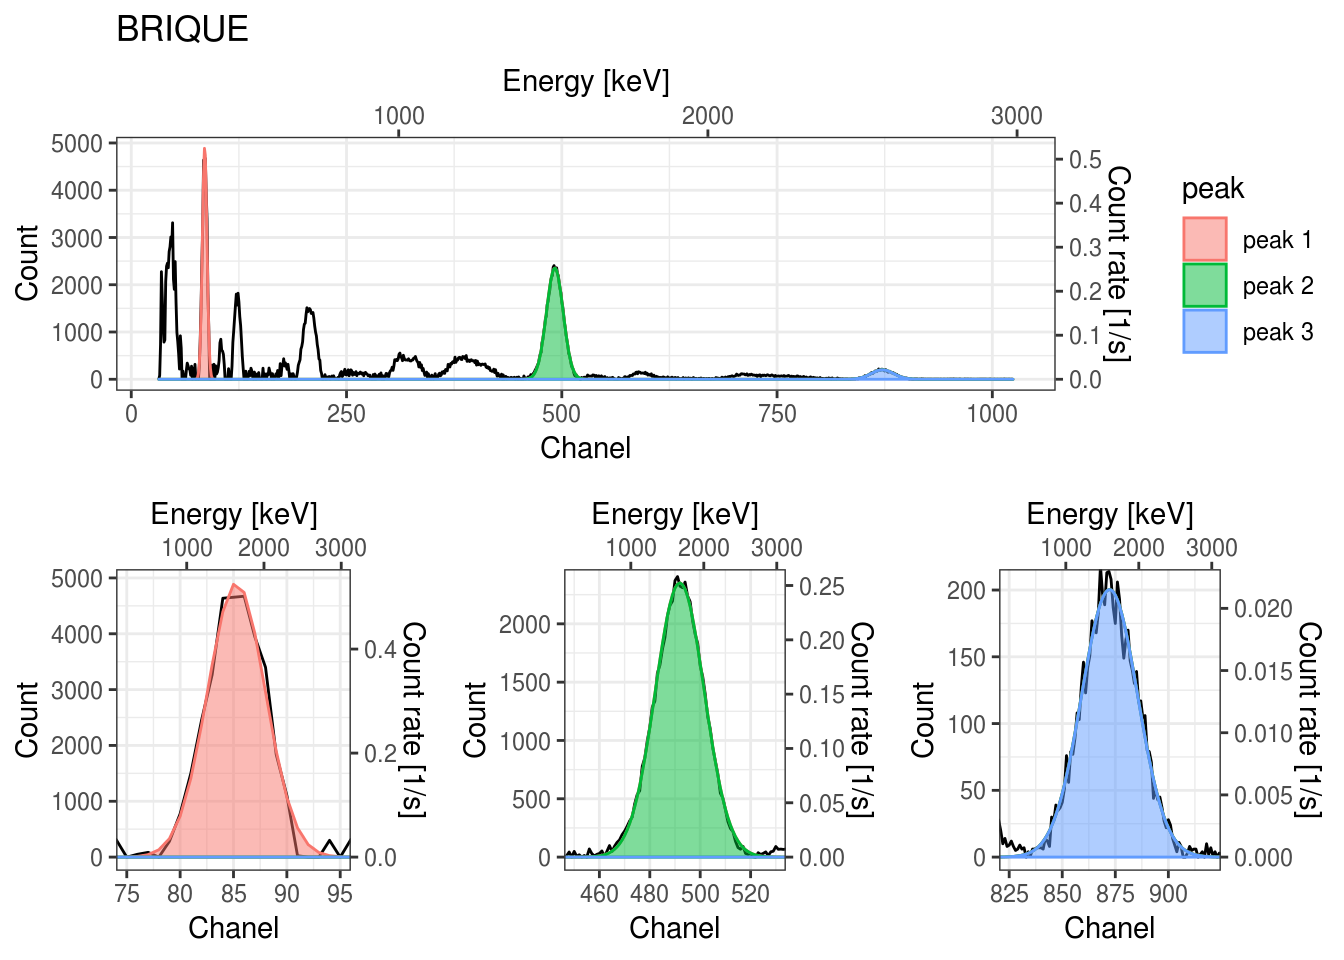 BRIQUE
Energy [keV]
1000 2000 3000
5000
4000
3000
2000
1000
0
Count
0.5
0.4
0.3
0.2
0.1
0.0
Count rate [1/s]
0 250 500 750 1000
Chanel
peak
peak 1
peak 2
peak 3
Energy [keV]
1000 2000 3000
5000
4000
3000
2000
1000
0
Count
0.4
0.2
0.0
Count rate [1/s]
75 80 85 90 95
Chanel
Energy [keV]
1000 2000 3000
2000
1500
1000
500
0
Count
0.25
0.20
0.15
0.10
0.05
0.00
Count rate [1/s]
460 480 500 520
Chanel
Energy [keV]
1000 2000 3000
200
150
100
50
0
Count
0.020
0.015
0.010
0.005
0.000
Count rate [1/s]
825 850 875 900
Chanel